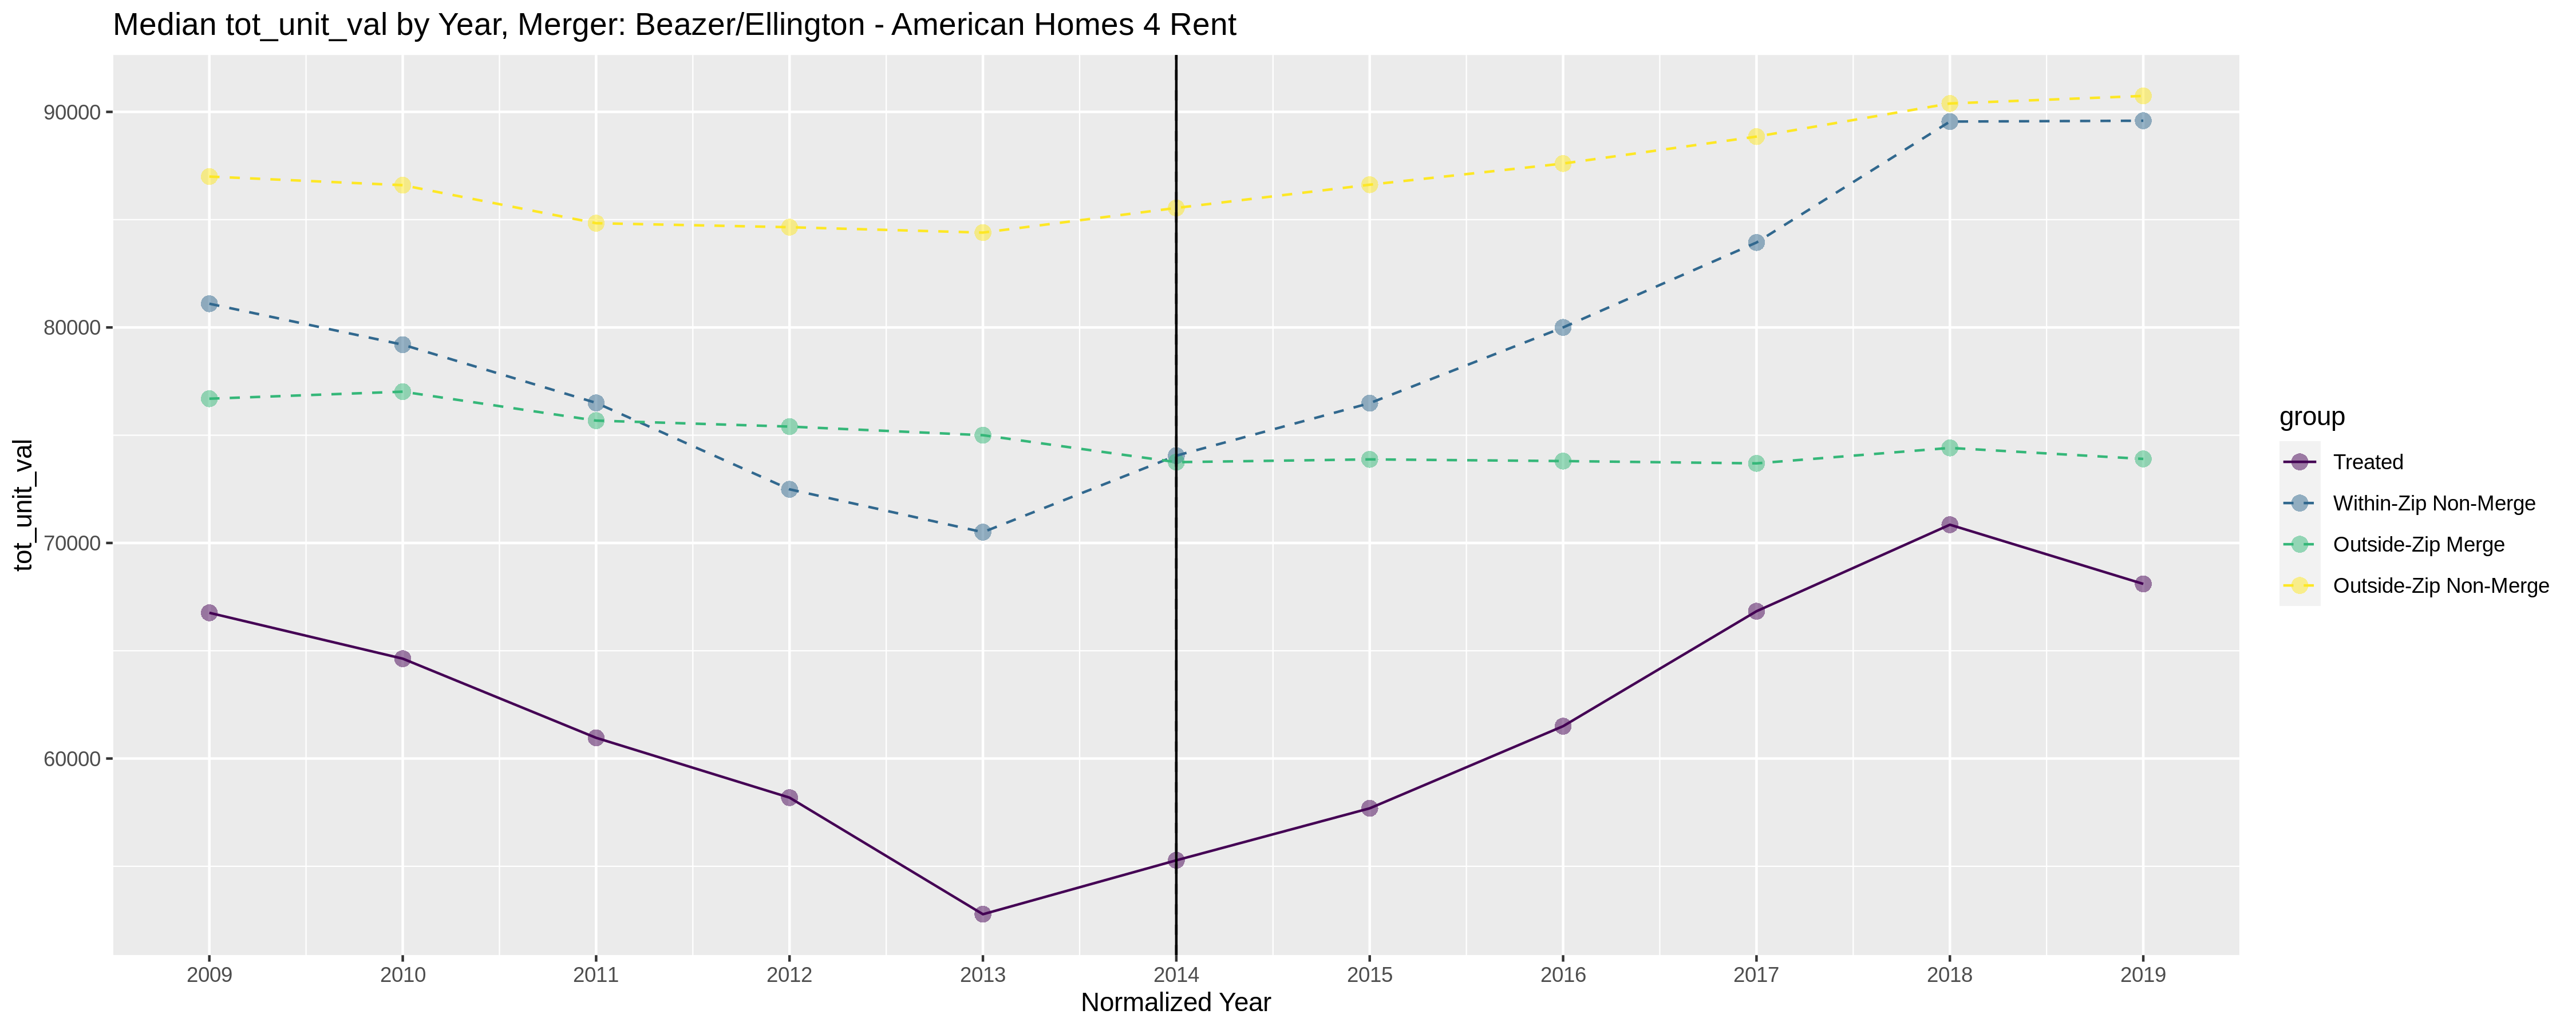 Median tot_unit_val by Year, Merger: Beazer/Ellington - American Homes 4 Rent
tot_unit_val
90000
80000
70000
60000
2009 2010 2011 2012 2013 2014 2015 2016 2017 2018 2019
Normalized Year
group
Treated
Within-Zip Non-Merge
Outside-Zip Merge
Outside-Zip Non-Merge